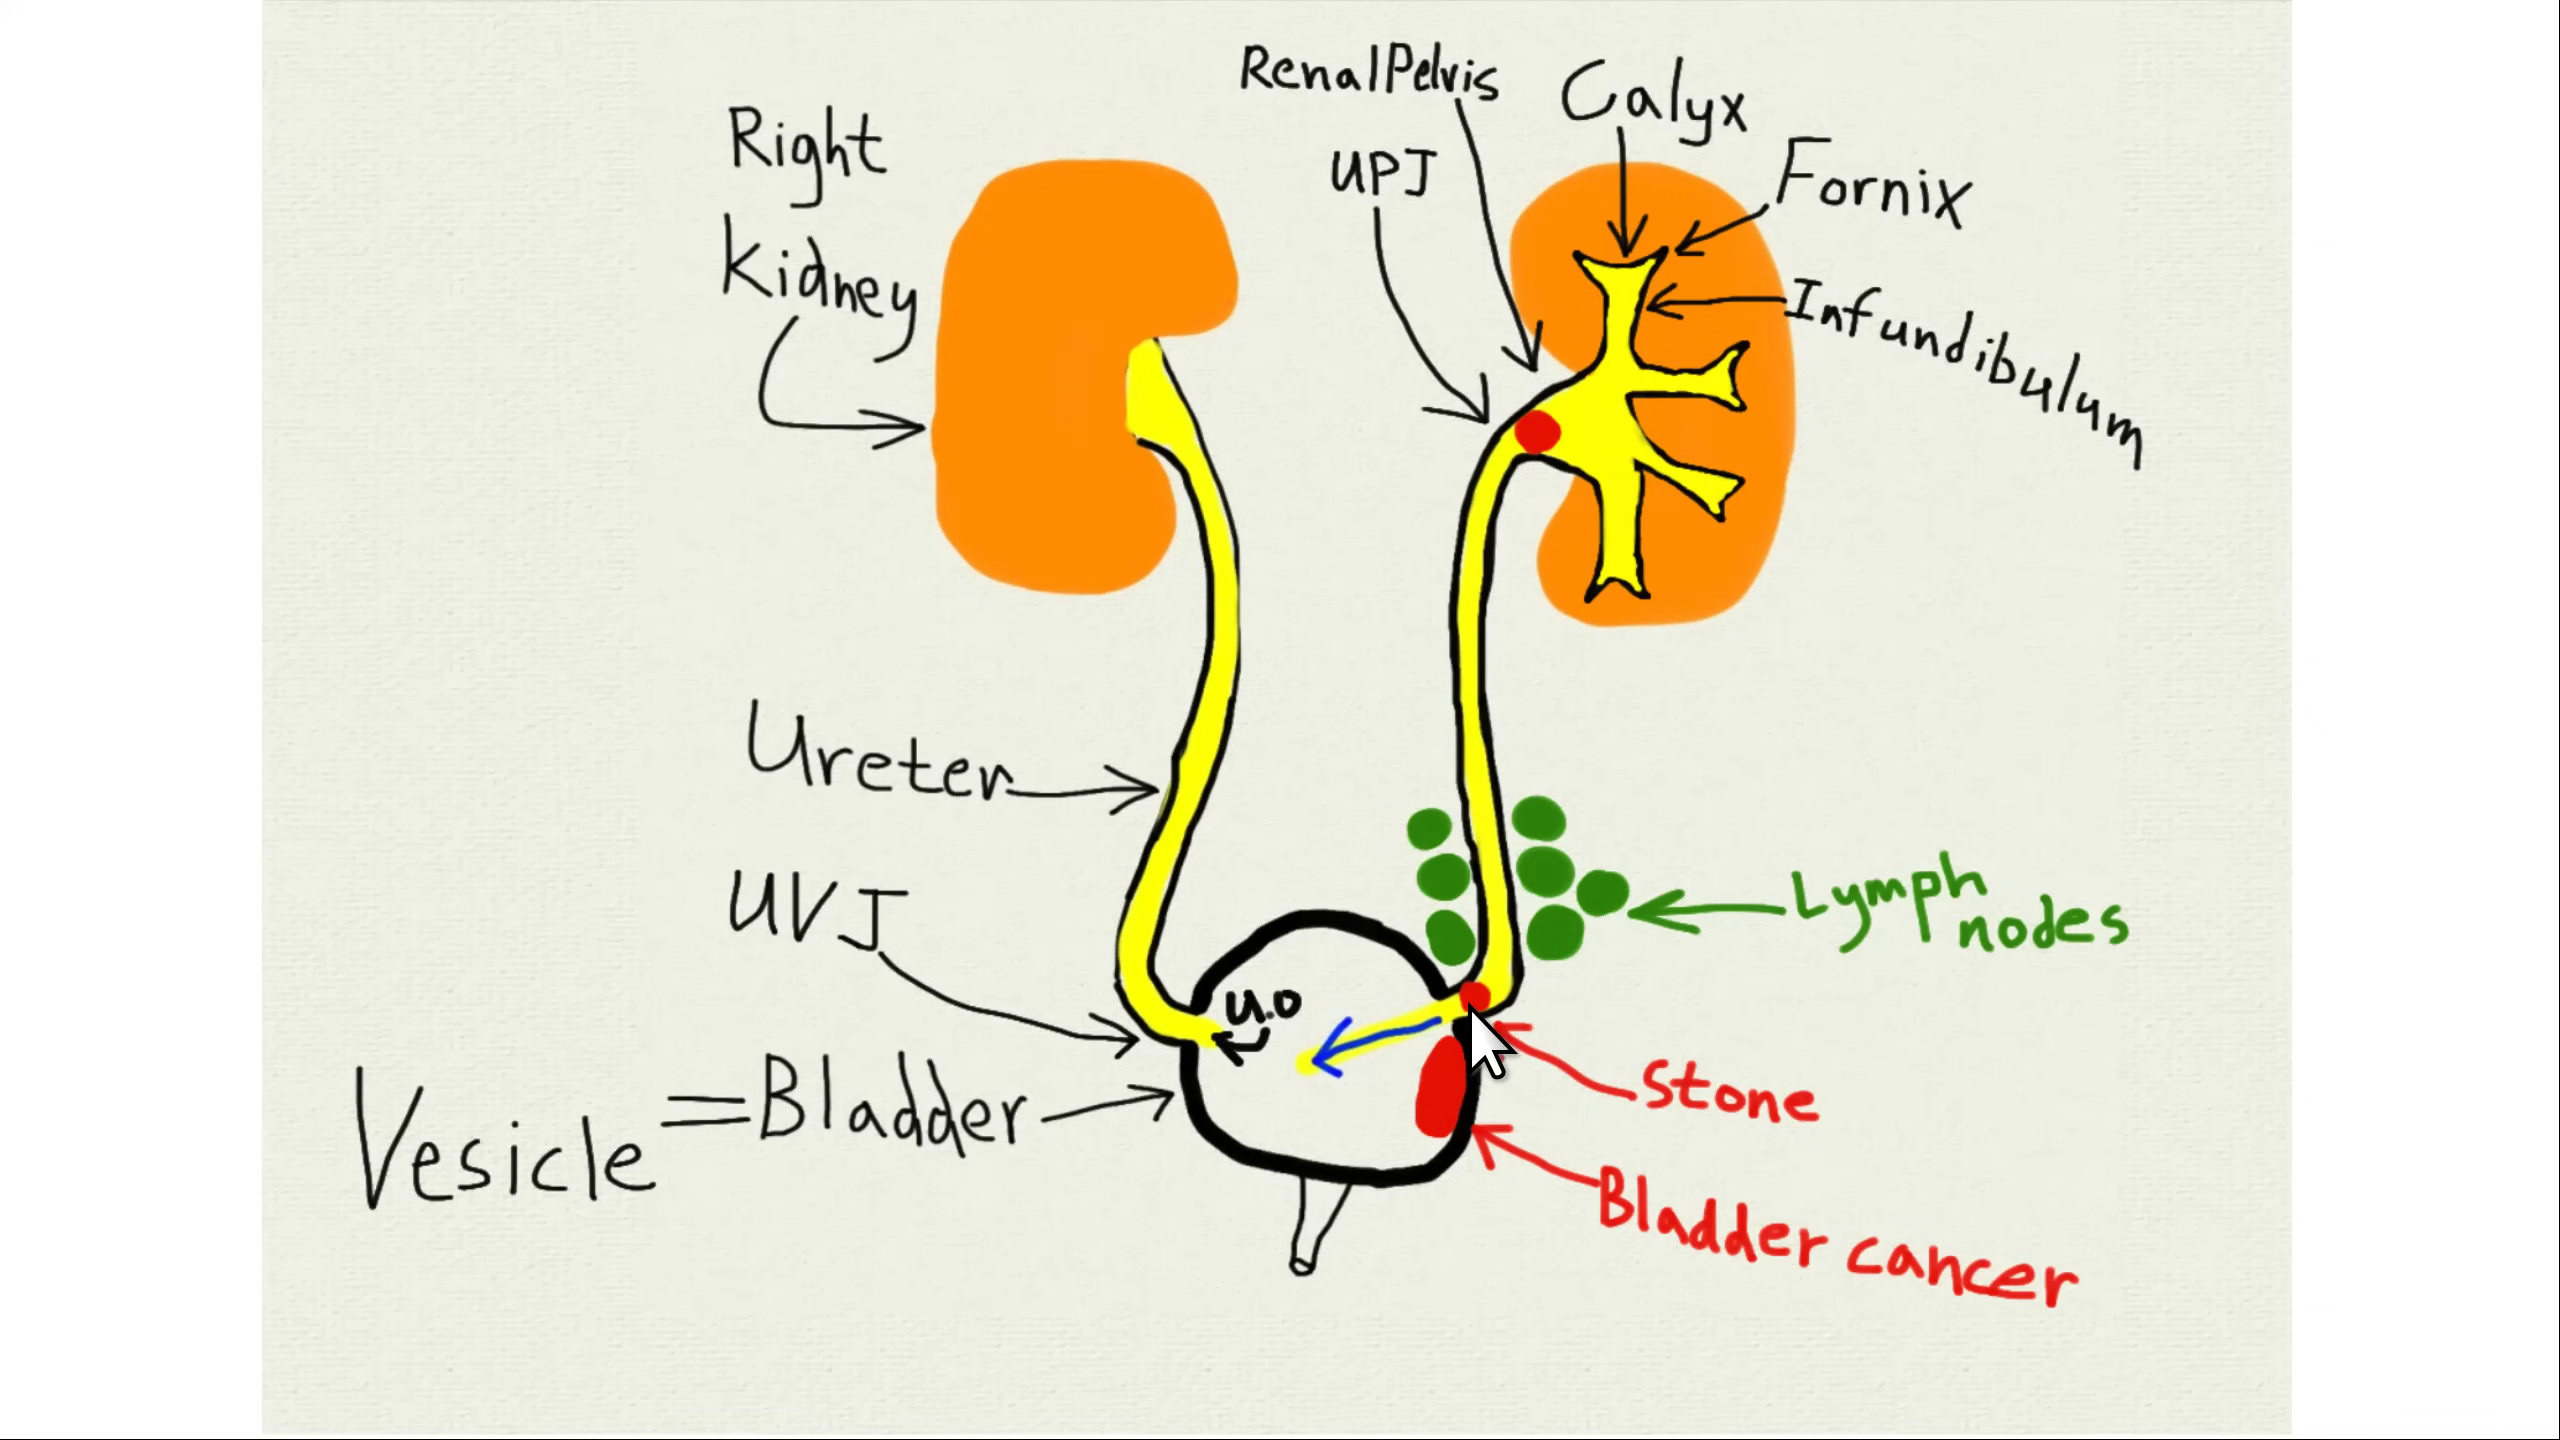 RenalPelvis
Calyx
Right
Kidney
UPJ
Fornix
Infundibulum
Ureter
UVJ
Lymph
nodes
u.o
Vesicle = Bladder
Stone
Bladder cancer